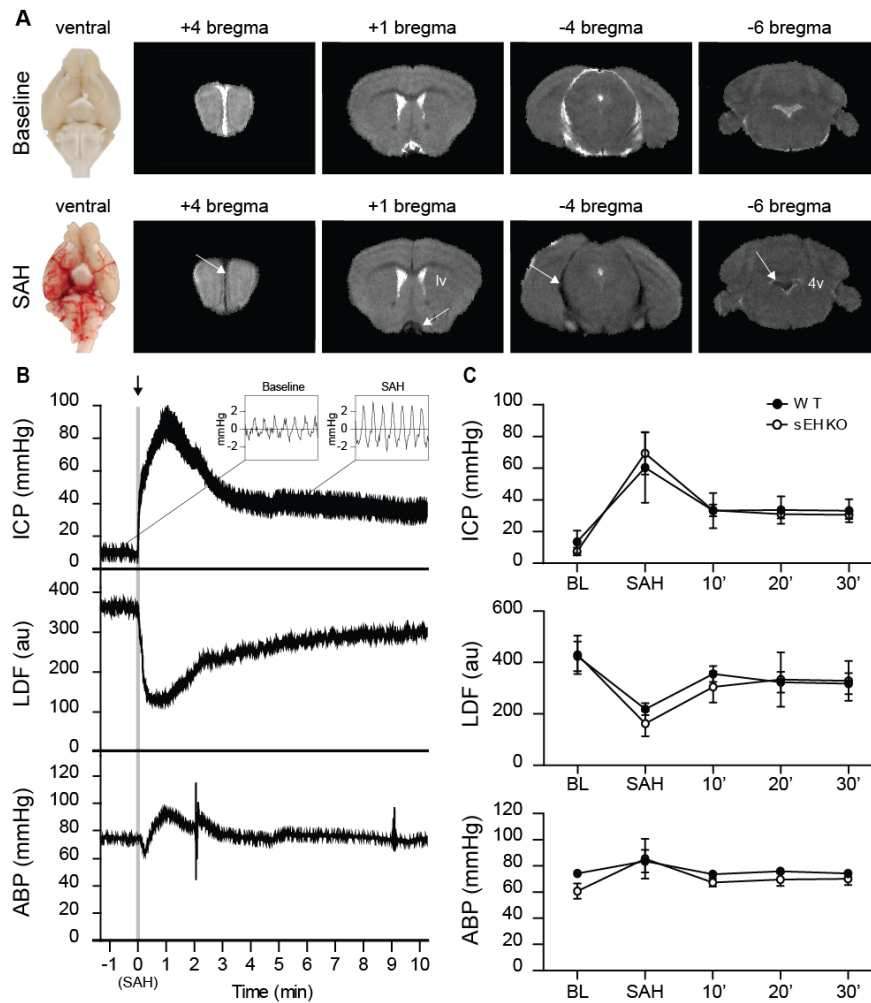 A
ventral +4 bregma +1 bregma -4 bregma -6 bregma
Baseline
ventral +4 bregma +1 bregma -4 bregma -6 bregma
SAH
lv
4v
B
ICP (mmHg)
100
80
60
40
20
0
Baseline
mmHg
2
0
-2
SAH
mmHg
2
0
-2
LDF (au)
400
300
200
100
0
ABP (mmHg)
120
100
80
60
40
20
0
-1 0 1 2 3 4 5 6 7 8 9 10
(SAH)
Time (min)
C
WT
sEHKO
ICP (mmHg)
100
80
60
40
20
0
BL SAH 10' 20' 30'
LDF (au)
600
400
200
0
BL SAH 10' 20' 30'
ABP (mmHg)
120
100
80
60
40
20
0
BL SAH 10' 20' 30'